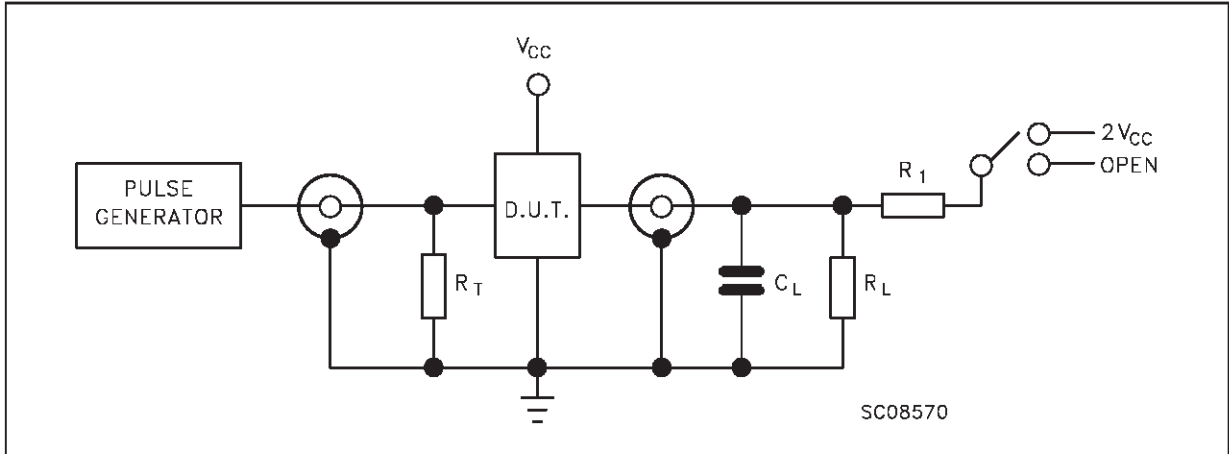 VCC
2VCC
OPEN
PULSE
GENERATOR
R1
D.U.T.
RT
CL
RL
SC08570